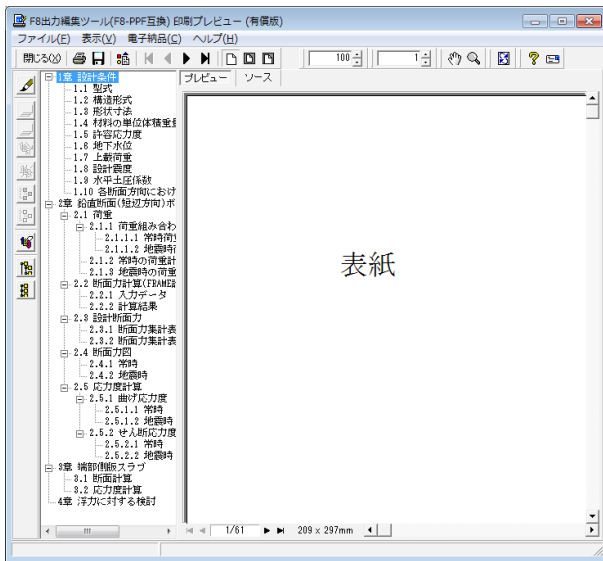 F8出力編集ツール(F8-PPF互換) 印刷プレビュー (有償版)
ファイル(F) 表示(V) 電子納品(C) ヘルプ(H)
閉じる(X) 100 1
プレビュー ソース
1章 設計条件
1.1 型式
1.2 構造形式
1.3 形状寸法
1.4 材料の単位体積重量
1.5 許容応力度
1.6 地下水位
1.7 上載荷重
1.8 設計震度
1.9 水平土圧係数
1.10 各断面方向におけ
2章 鉛直断面(短辺方向)ボ
2.1 荷重
2.1.1 荷重組み合わ
2.1.1.1 常時荷重
2.1.1.2 地震時荷
2.1.2 常時の荷重計
2.1.3 地震時の荷重
2.2 断面力計算(FRAME計
2.2.1 入力データ
2.2.2 計算結果
2.3 設計断面力
2.3.1 断面力集計表
2.3.2 断面力集計表
2.4 断面力図
2.4.1 常時
2.4.2 地震時
2.5 応力度計算
2.5.1 曲げ応力度
2.5.1.1 常時
2.5.1.2 地震時
2.5.2 せん断応力度
2.5.2.1 常時
2.5.2.2 地震時
3章 端部側版スラブ
3.1 断面計算
3.2 応力度計算
4章 浮力に対する検討
表紙
1/61 209 x 297mm